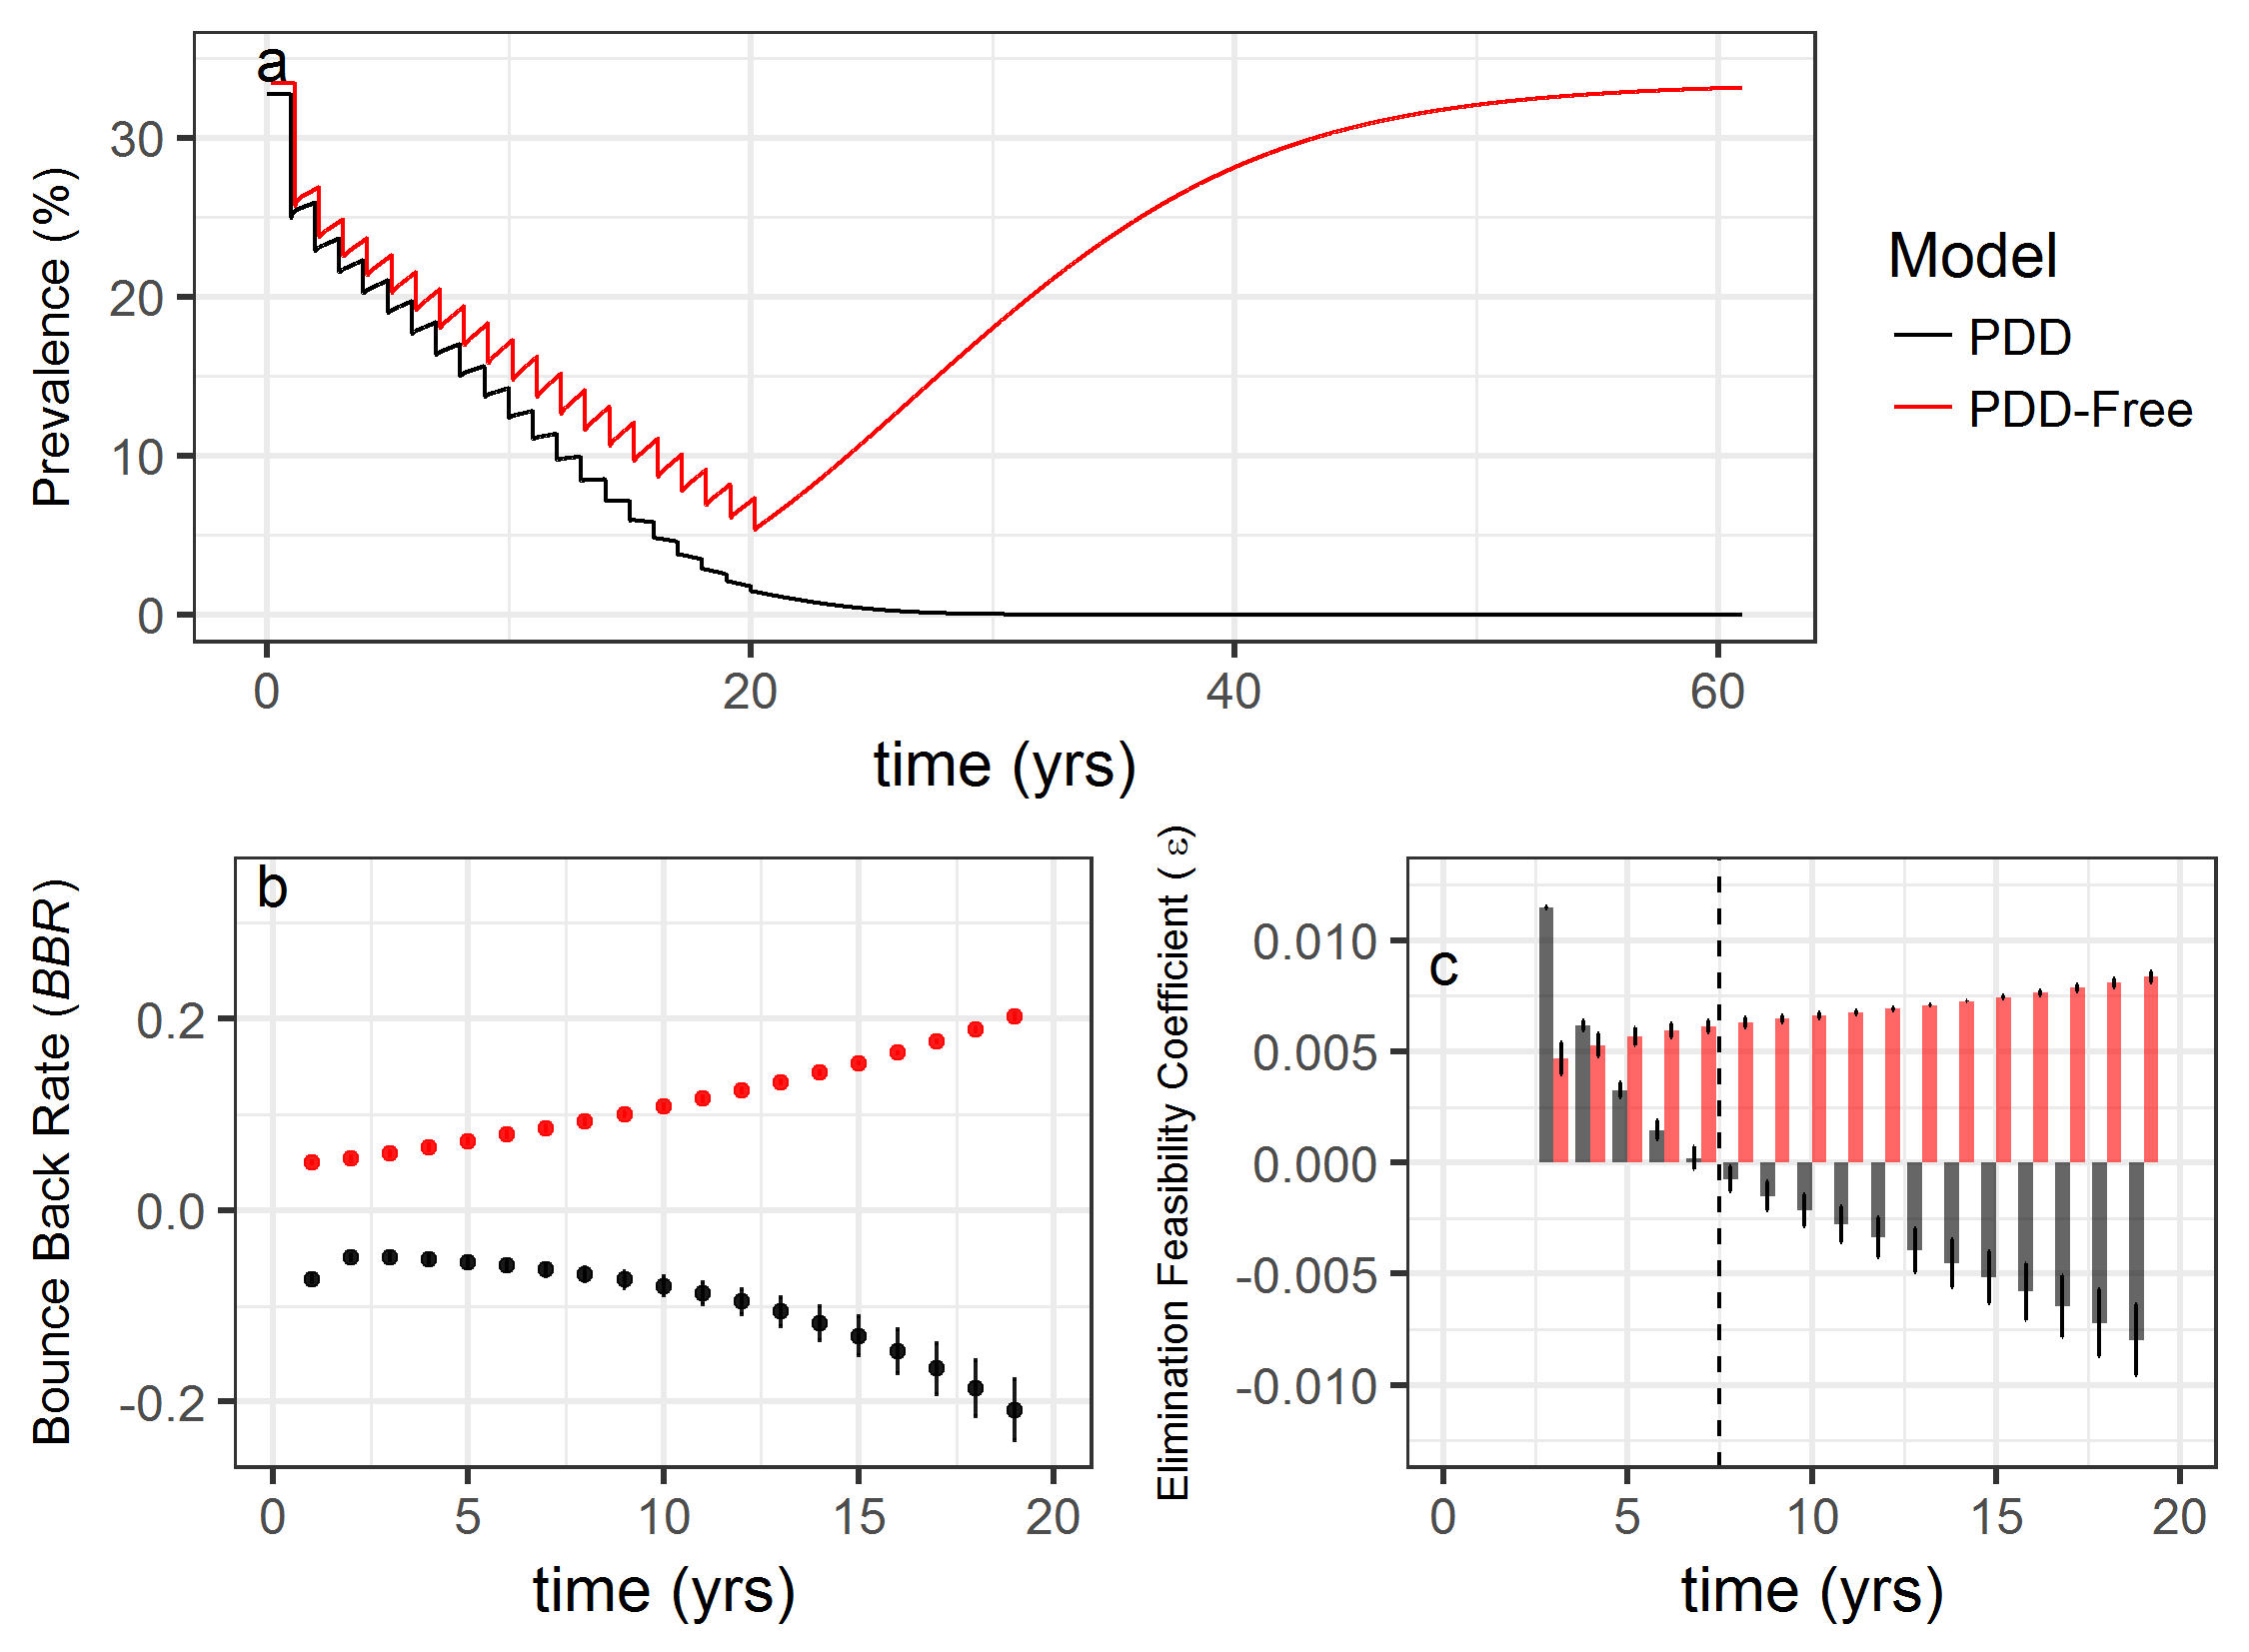 a
Prevalence (%)
30
20
10
0
0 20 40 60
time (yrs)
Model
PDD
PDD-Free
b
Bounce Back Rate (BBR)
0.2
0.0
-0.2
0 5 10 15 20
time (yrs)
c
Elimination Feasibility Coefficient ( ε)
0.010
0.005
0.000
-0.005
-0.010
0 5 10 15 20
time (yrs)